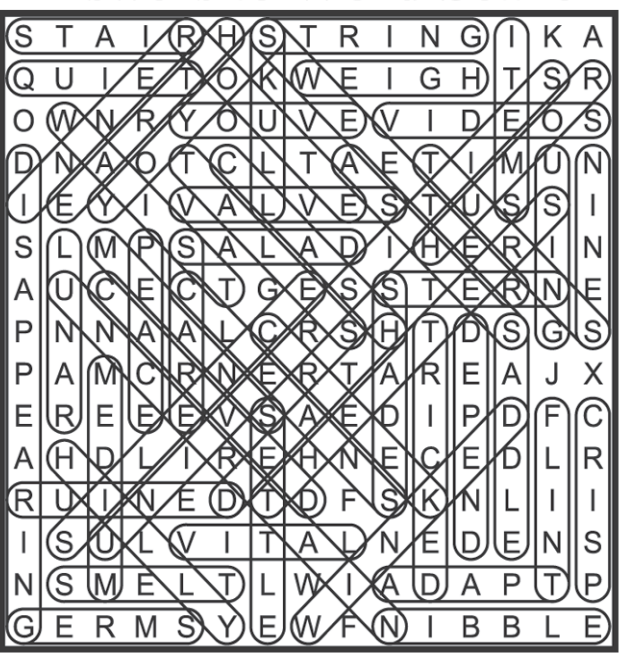 S T A I R H S T R I N G I K A
Q U I E T O K W E I G H T S R
O W N R Y O U V E V I D E O S
D N A O T C L T A E T I M U N
I E Y I V A L V E S T U S S I
S L M P S A L A D I H E R I N
A U C E C T G E S S T E R N E
P N N A A L C R S H T D S G S
P A M C R N E R T A R E A J X
E R E E E V S A E D I P D F C
A H D L I R E H N E C E D L R
R U I N E D T D F S K N L I I
I S U L V I T A L N E D E N S
N S M E L T L W I A D A P T P
G E R M S Y E W F N I B B L E